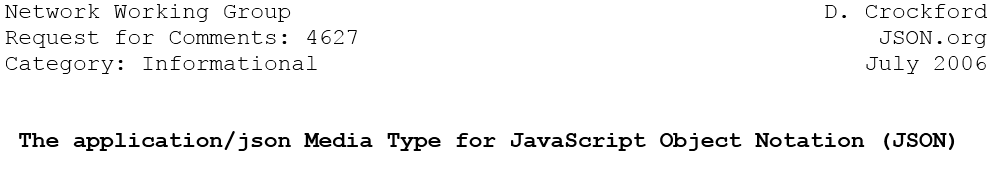 Network Working Group D. Crockford
Request for Comments: 4627 JSON.org
Category: Informational July 2006
The application/json Media Type for JavaScript Object Notation (JSON)